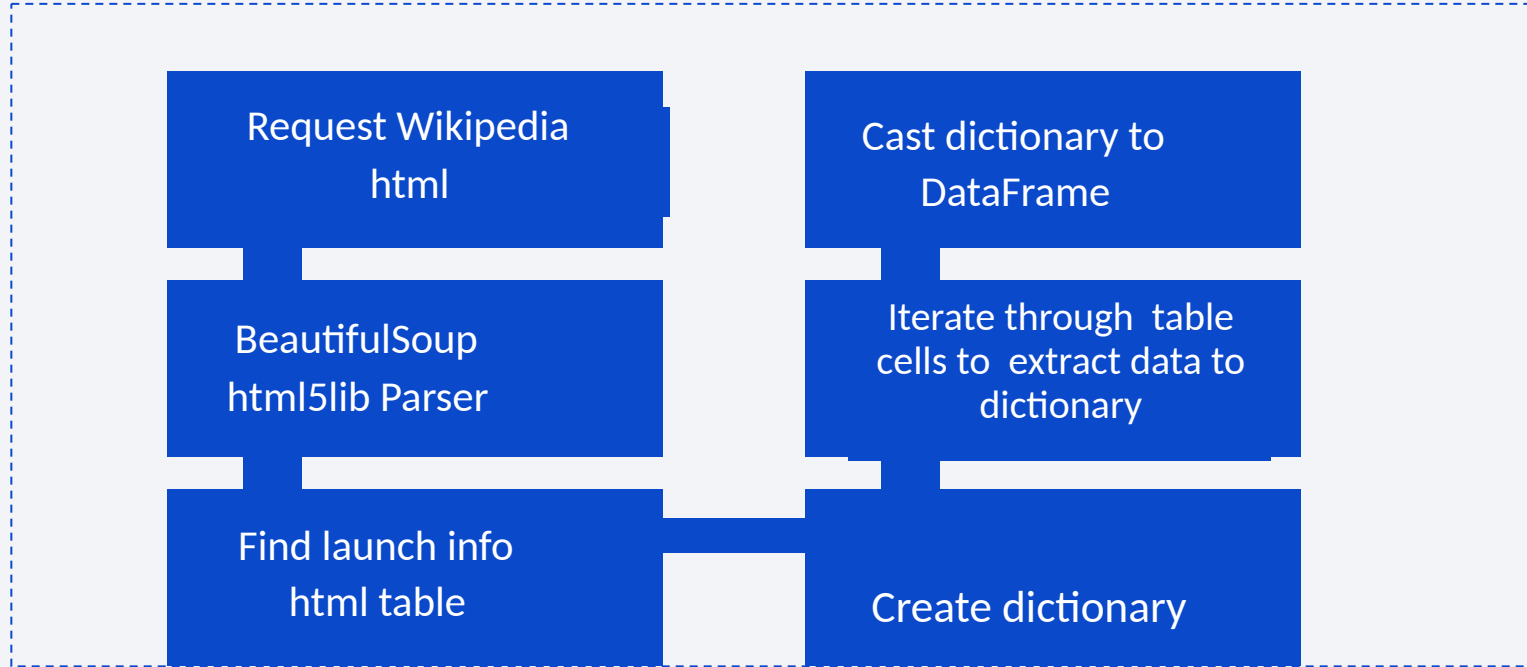 Request Wikipedia
html
BeautifulSoup
html5lib Parser
Find launch info
html table
Cast dictionary to
DataFrame
Iterate through  table
cells to  extract data to
dictionary
Create dictionary